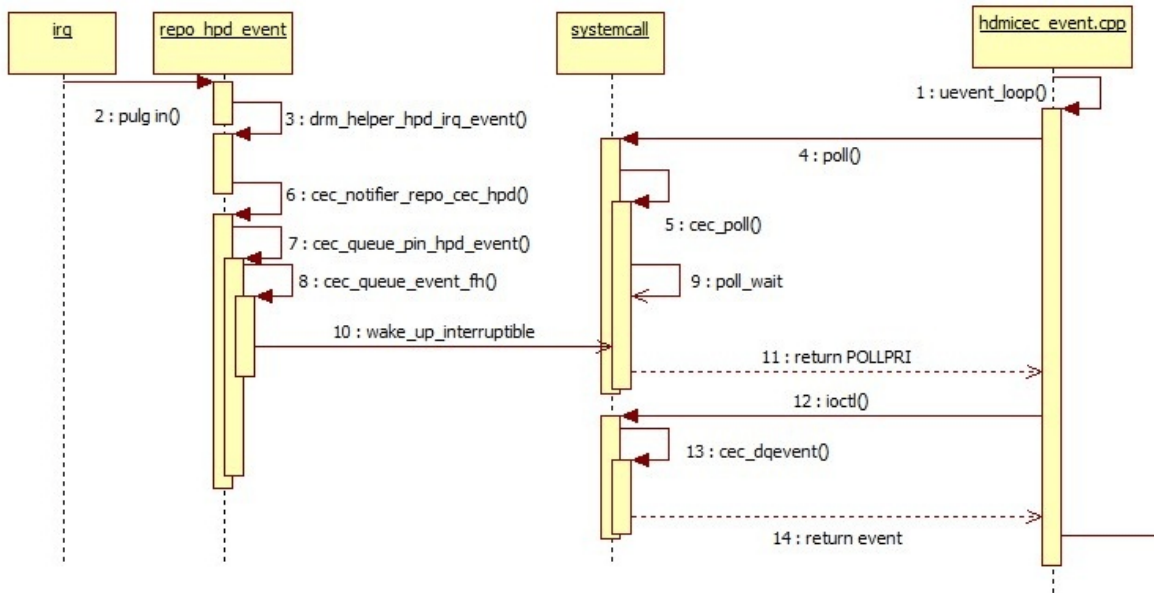 irq
repo_hpd_event
systemcall
hdmicec_event.cpp
1 : uevent_loop()
2 : pulg in()
3 : drm_helper_hpd_irq_event()
4 : poll()
6 : cec_notifier_repo_cec_hpd()
5 : cec_poll()
7 : cec_queue_pin_hpd_event()
8 : cec_queue_event_fh()
9 : poll_wait
10 : wake_up_interruptible
11 : return POLLPRI
12 : ioctl()
13 : cec_dqevent()
14 : return event